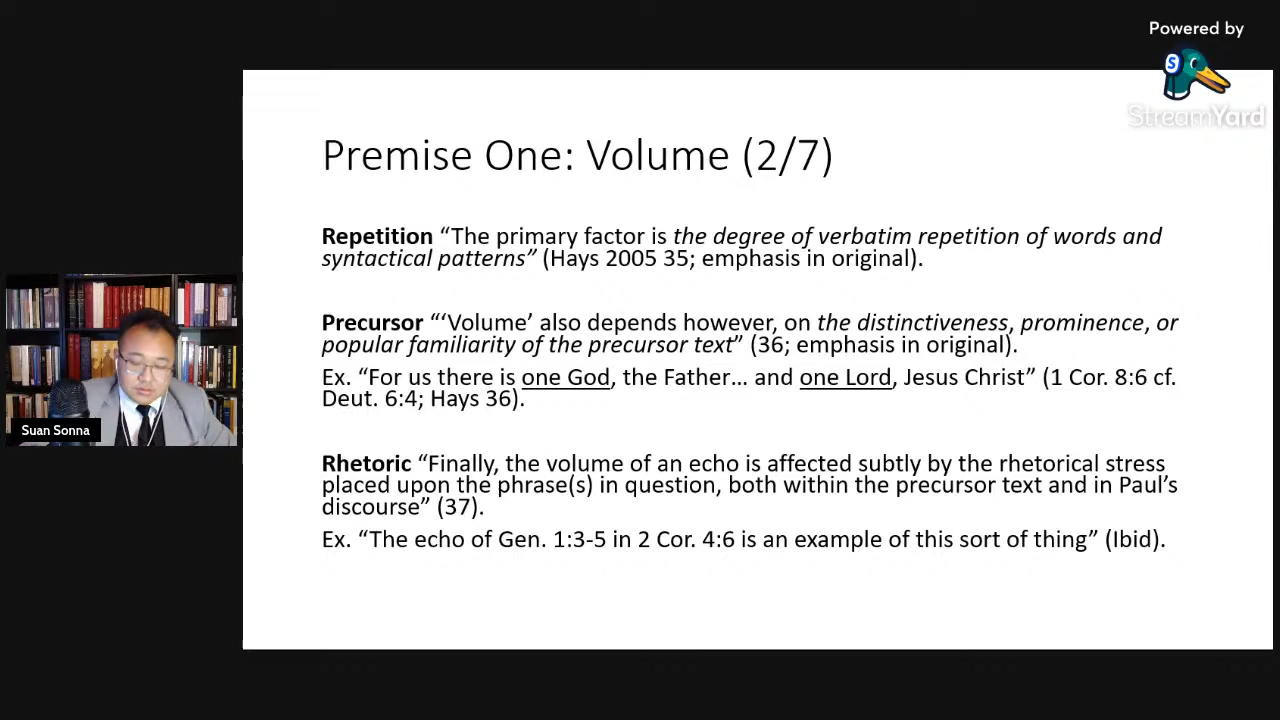 Powered by
S
StreamYard
Premise One: Volume (2/7)
Repetition “The primary factor is the degree of verbatim repetition of words and
syntactical patterns” (Hays 2005 35; emphasis in original).
Precursor “‘Volume’ also depends however, on the distinctiveness, prominence, or
popular familiarity of the precursor text” (36; emphasis in original).
Ex. “For us there is one God, the Father… and one Lord, Jesus Christ” (1 Cor. 8:6 cf.
Deut. 6:4; Hays 36).
Suan Sonna
Rhetoric “Finally, the volume of an echo is affected subtly by the rhetorical stress
placed upon the phrase(s) in question, both within the precursor text and in Paul’s
discourse” (37).
Ex. “The echo of Gen. 1:3-5 in 2 Cor. 4:6 is an example of this sort of thing” (Ibid).